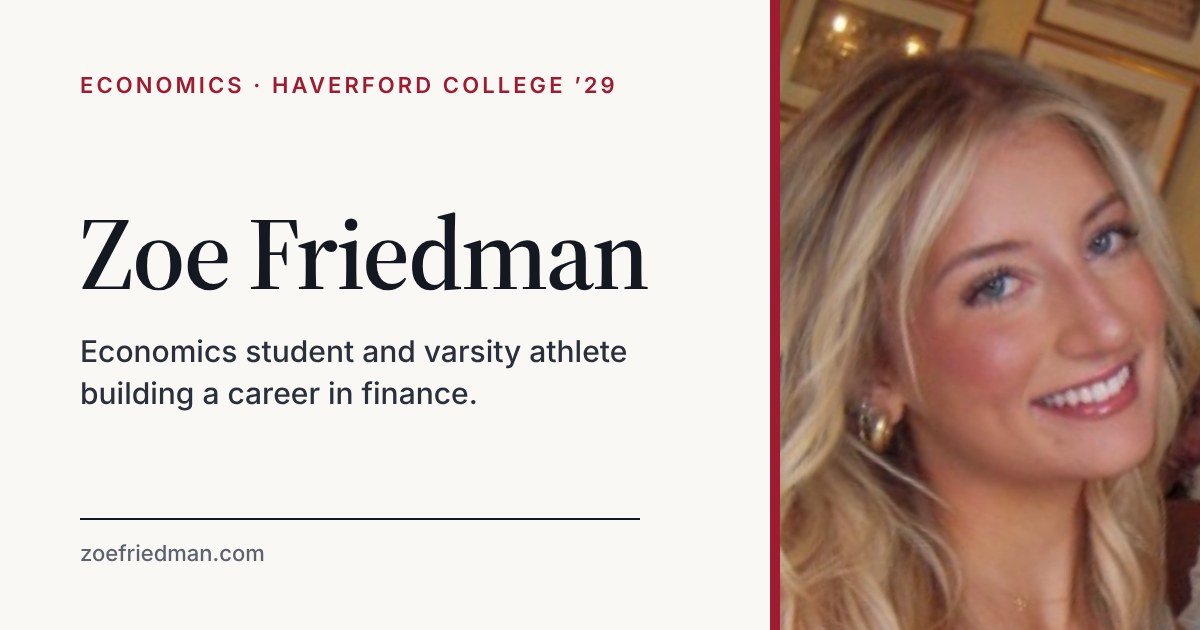 ECONOMICS · HAVERFORD COLLEGE ’29
Zoe Friedman
Economics student and varsity athlete
building a career in finance.
zoefriedman.com